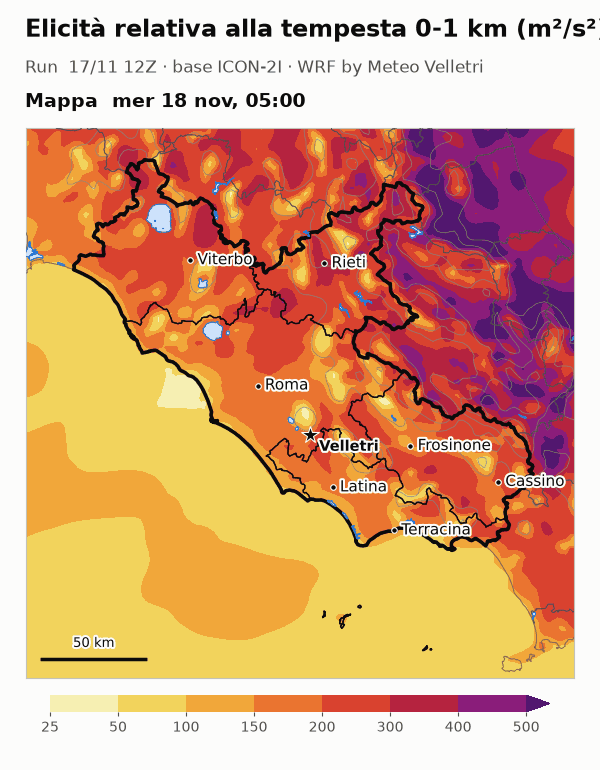 Elicità relativa alla tempesta 0-1 km (m²/s²)
Run  17/11 12Z · base ICON-2I · WRF by Meteo Velletri
Mappa  mer 18 nov, 05:00
Viterbo
Rieti
Roma
Velletri
Frosinone
Latina
Cassino
Terracina
50 km
25 50 100 150 200 300 400 500